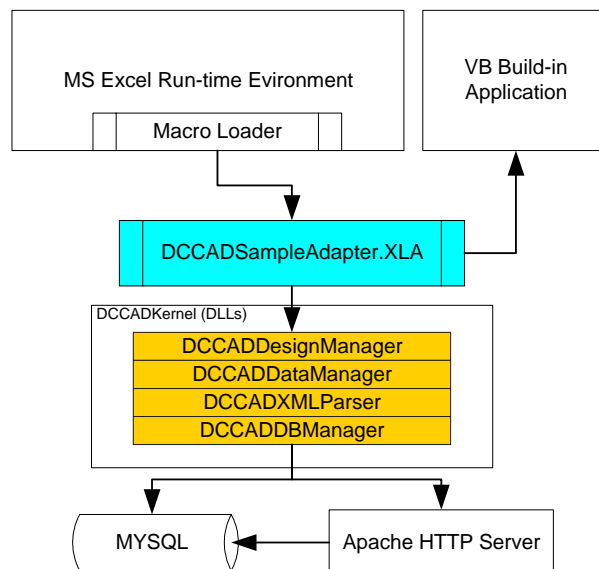 MS Excel Run-time Evironment
Macro Loader
VB Build-in
Application
DCCADSampleAdapter.XLA
DCCADKernel (DLLs)
DCCADDesignManager
DCCADDataManager
DCCADXMLParser
DCCADDBManager
MYSQL
Apache HTTP Server